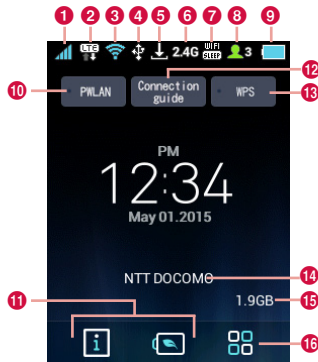 1 2 3 4 5 6 7 8 9
LTE 2.4G WiFi SLEEP 3
12
10 PWLAN Connection guide WPS 13
PM
12:34
May 01.2015
NTT DOCOMO 14
11 1.9GB 15
i 16